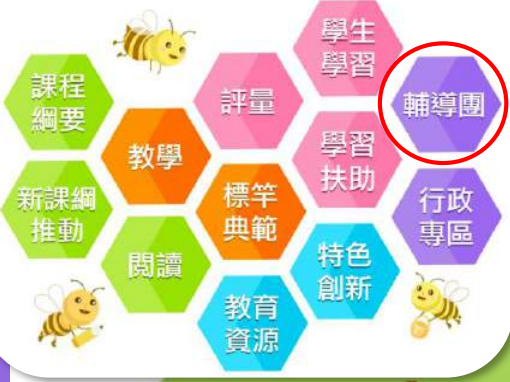 學生
學習
課程
綱要
評量
輔導團
教學
學習
扶助
新課綱
推動
標竿
典範
行政
專區
閱讀
特色
創新
教育
資源